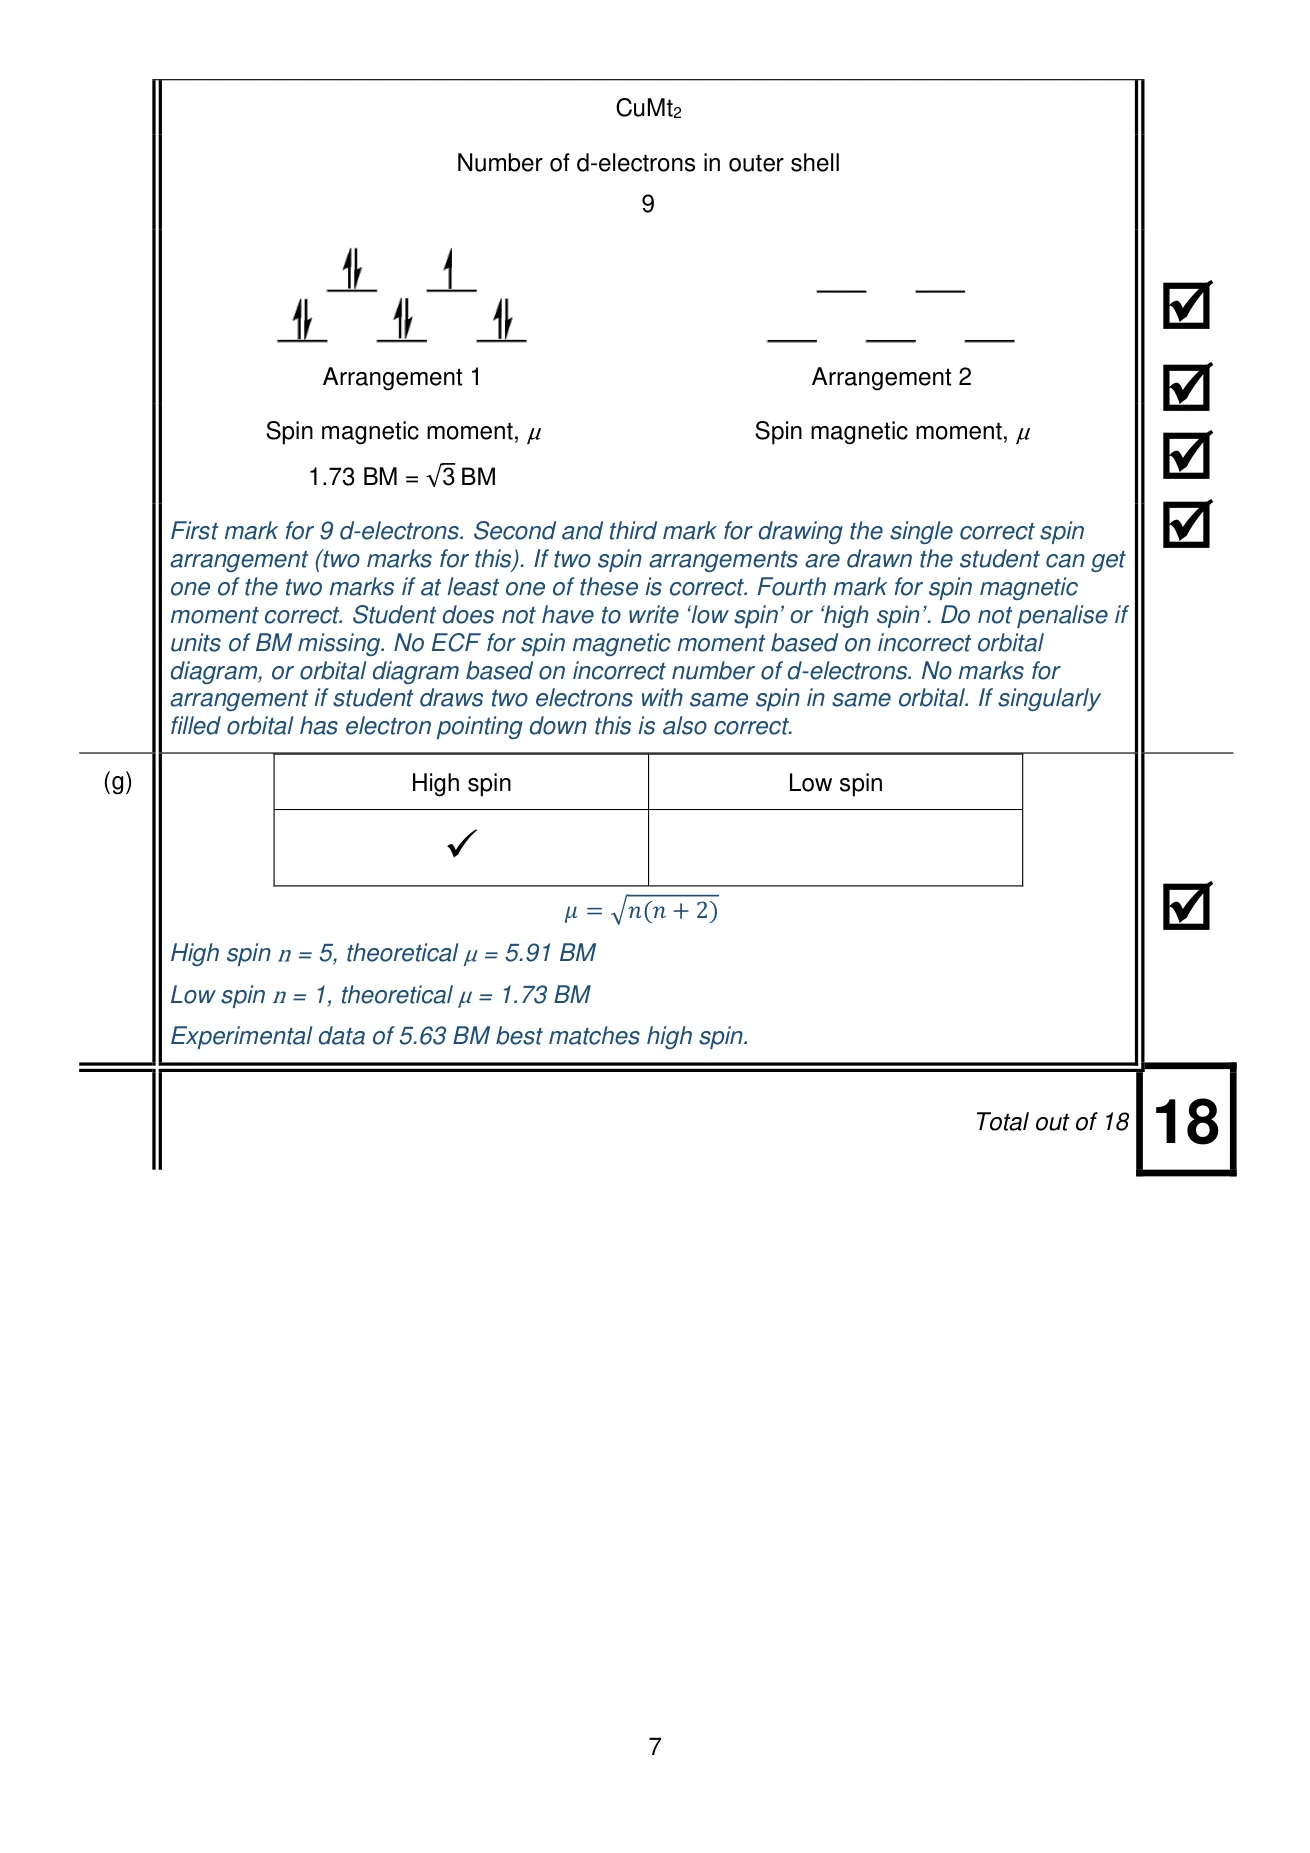 CuMt₂
Number of d-electrons in outer shell
9
Arrangement 1 Arrangement 2
Spin magnetic moment, μ Spin magnetic moment, μ
1.73 BM = √3 BM
First mark for 9 d-electrons. Second and third mark for drawing the single correct spin
arrangement (two marks for this). If two spin arrangements are drawn the student can get
one of the two marks if at least one of these is correct. Fourth mark for spin magnetic
moment correct. Student does not have to write ‘low spin’ or ‘high spin’. Do not penalise if
units of BM missing. No ECF for spin magnetic moment based on incorrect orbital
diagram, or orbital diagram based on incorrect number of d-electrons. No marks for
arrangement if student draws two electrons with same spin in same orbital. If singularly
filled orbital has electron pointing down this is also correct.
(g) High spin Low spin
✓
μ = √n(n + 2)
High spin n = 5, theoretical μ = 5.91 BM
Low spin n = 1, theoretical μ = 1.73 BM
Experimental data of 5.63 BM best matches high spin.
Total out of 18 18
7